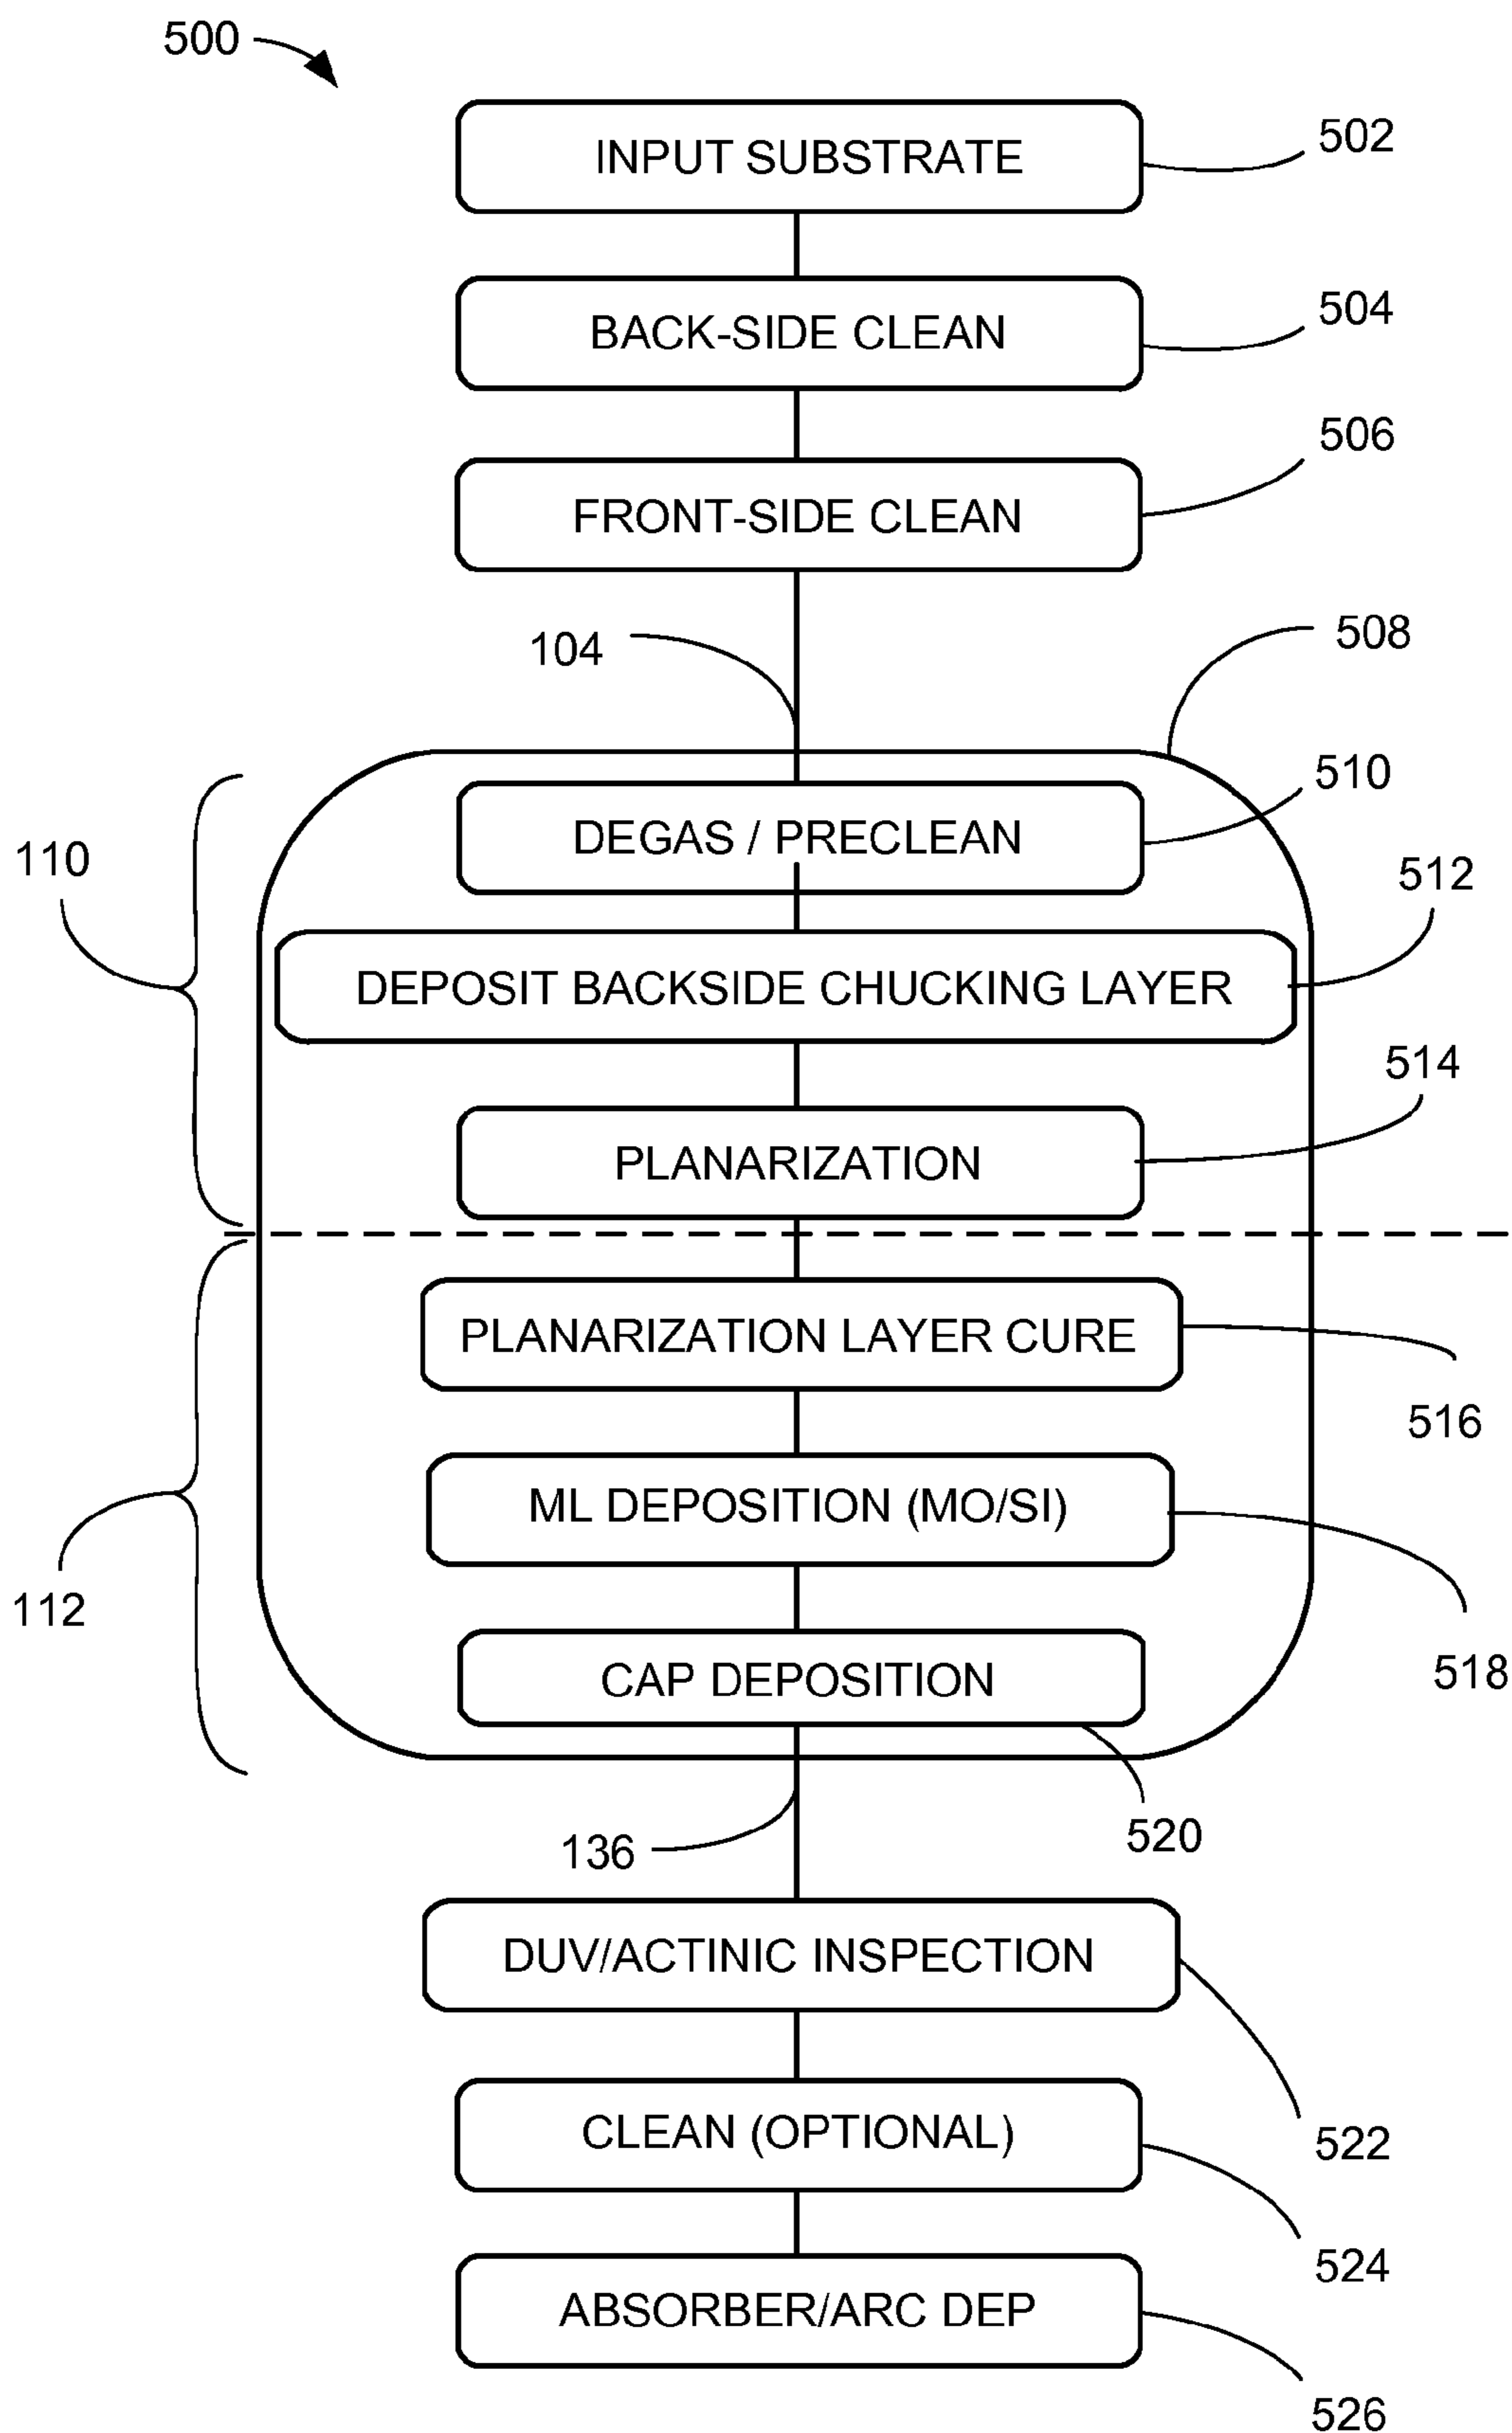 500
INPUT SUBSTRATE
502
BACK-SIDE CLEAN
504
FRONT-SIDE CLEAN
506
104
508
110
DEGAS / PRECLEAN
510
DEPOSIT BACKSIDE CHUCKING LAYER
512
PLANARIZATION
514
PLANARIZATION LAYER CURE
516
112
ML DEPOSITION (MO/SI)
518
CAP DEPOSITION
520
136
DUV/ACTINIC INSPECTION
522
CLEAN (OPTIONAL)
524
ABSORBER/ARC DEP
526